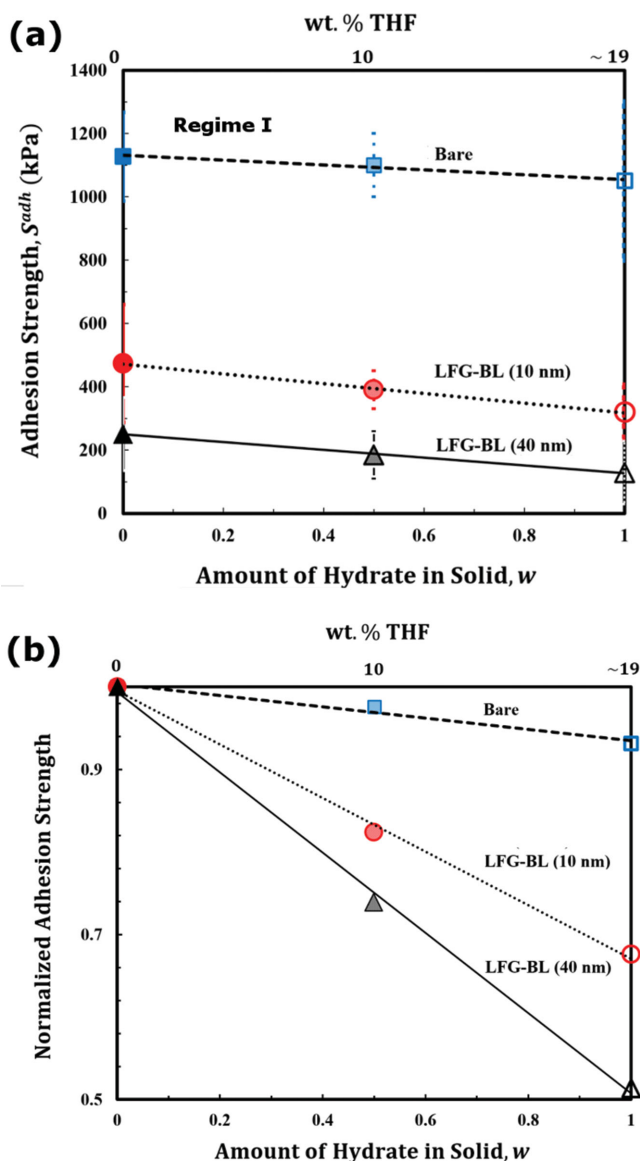 (a)
wt. % THF
0 10 ~19
1400
Regime I
1200
Bare
1000
800
600
LFG-BL (10 nm)
400
LFG-BL (40 nm)
200
0
Adhesion Strength, S^adh (kPa)
0 0.2 0.4 0.6 0.8 1
Amount of Hydrate in Solid, w
(b)
wt. % THF
0 10 ~19
Bare
0.9
LFG-BL (10 nm)
0.7
LFG-BL (40 nm)
0.5
Normalized Adhesion Strength
0 0.2 0.4 0.6 0.8 1
Amount of Hydrate in Solid, w